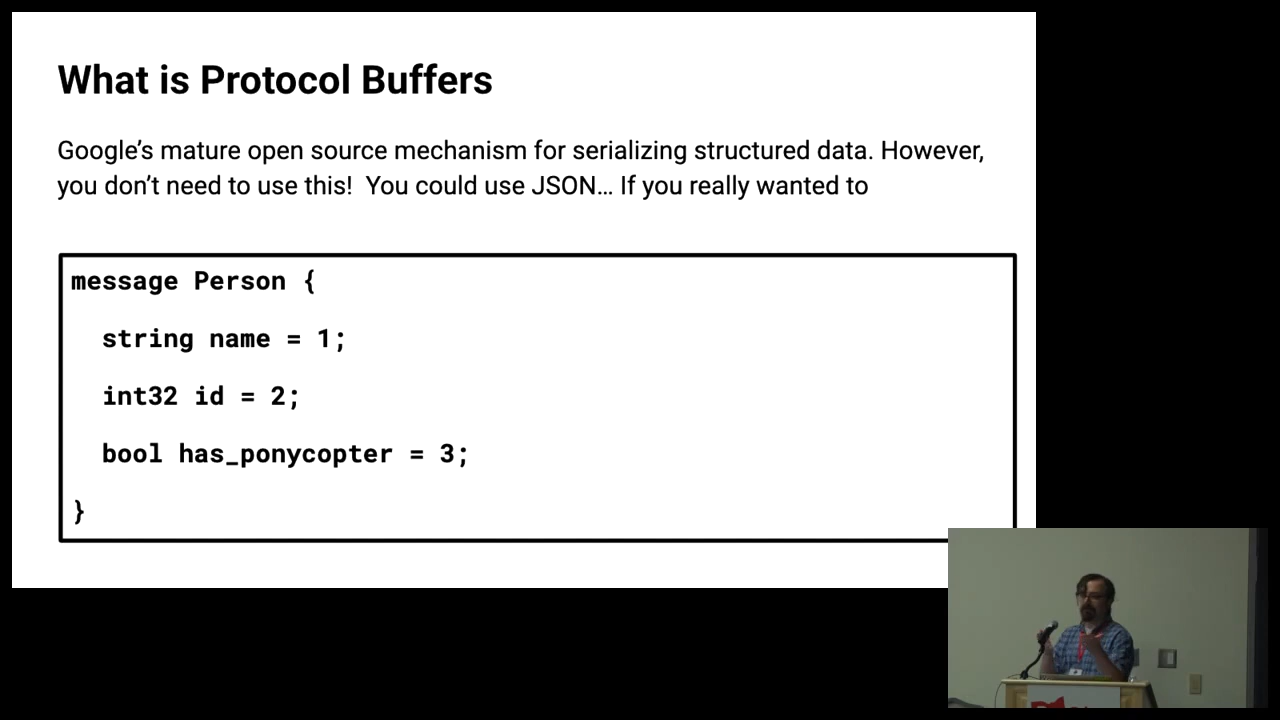 What is Protocol Buffers
Google’s mature open source mechanism for serializing structured data. However,
you don’t need to use this!  You could use JSON… If you really wanted to
message Person {
string name = 1;
int32 id = 2;
bool has_ponycopter = 3;
}